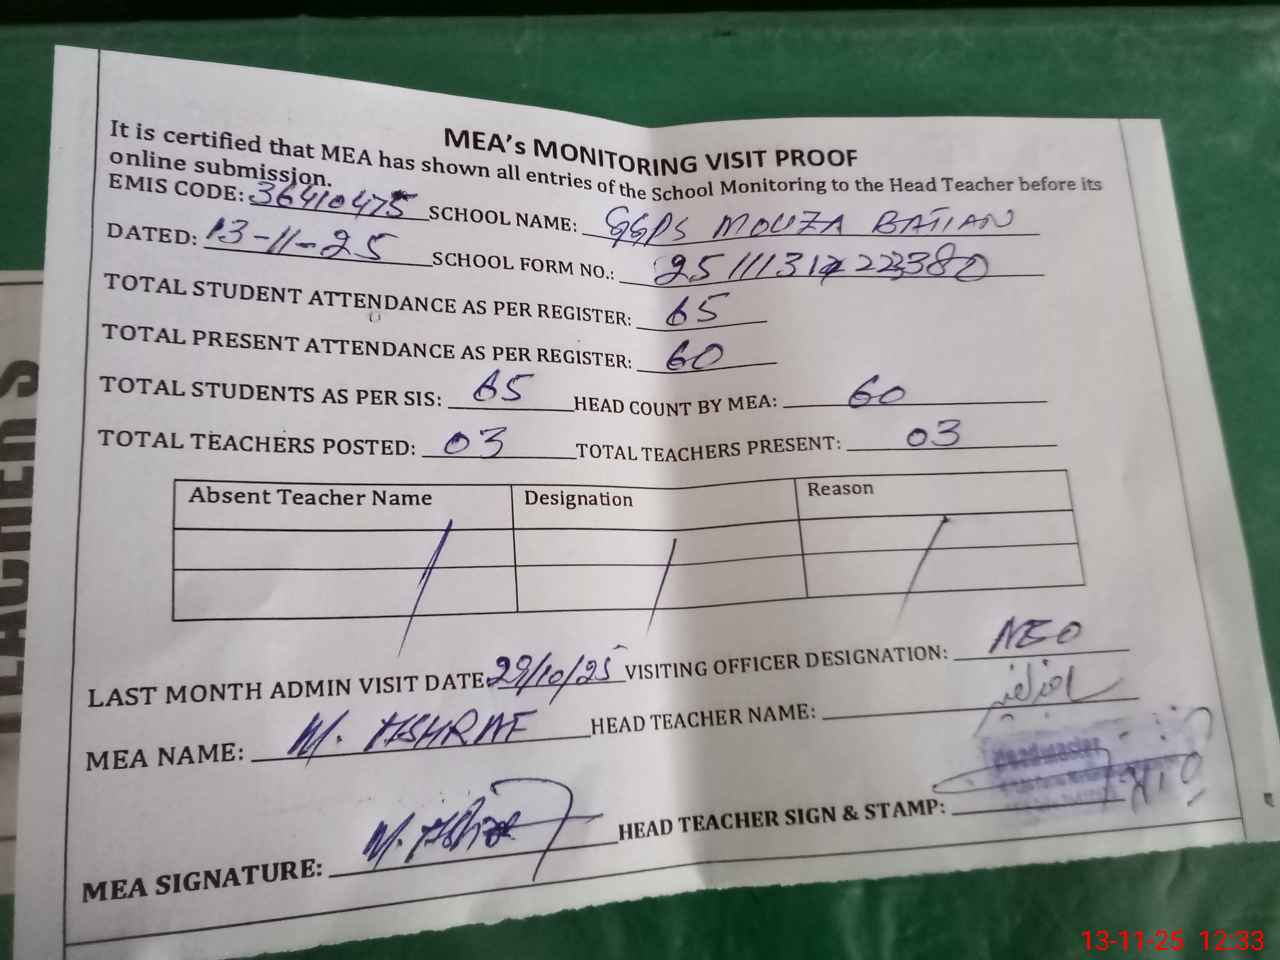 MEA's MONITORING VISIT PROOF
It is certified that MEA has shown all entries of the School Monitoring to the Head Teacher before its
online submission.
EMIS CODE: 36410475 SCHOOL NAME: GGPS MOUZA BATIAN
DATED: 13-11-25 SCHOOL FORM NO.:
TOTAL STUDENT ATTENDANCE AS PER REGISTER: 65
TOTAL PRESENT ATTENDANCE AS PER REGISTER: 60
TOTAL STUDENTS AS PER SIS: 65 HEAD COUNT BY MEA: 60
TOTAL TEACHERS POSTED: 03 TOTAL TEACHERS PRESENT: 03
Absent Teacher Name Designation Reason
LAST MONTH ADMIN VISIT DATE 29/10/25 VISITING OFFICER DESIGNATION:
MEA NAME: M. ASHRAF HEAD TEACHER NAME:
Headmaster
MEA SIGNATURE: M. HEAD TEACHER SIGN & STAMP:
TEACHED S
13-11-25 12:33